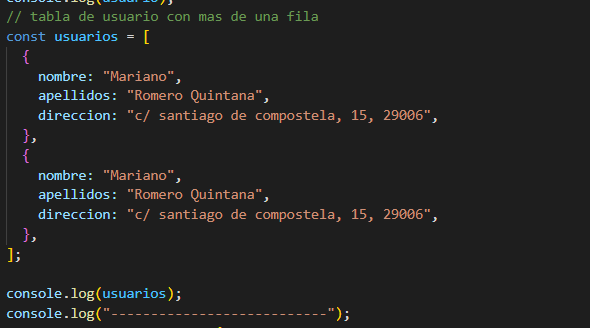 console.log(usuario);
// tabla de usuario con mas de una fila
const usuarios = [
  {
    nombre: "Mariano",
    apellidos: "Romero Quintana",
    direccion: "c/ santiago de compostela, 15, 29006",
  },
  {
    nombre: "Mariano",
    apellidos: "Romero Quintana",
    direccion: "c/ santiago de compostela, 15, 29006",
  },
];
console.log(usuarios);
console.log("---------------------------");